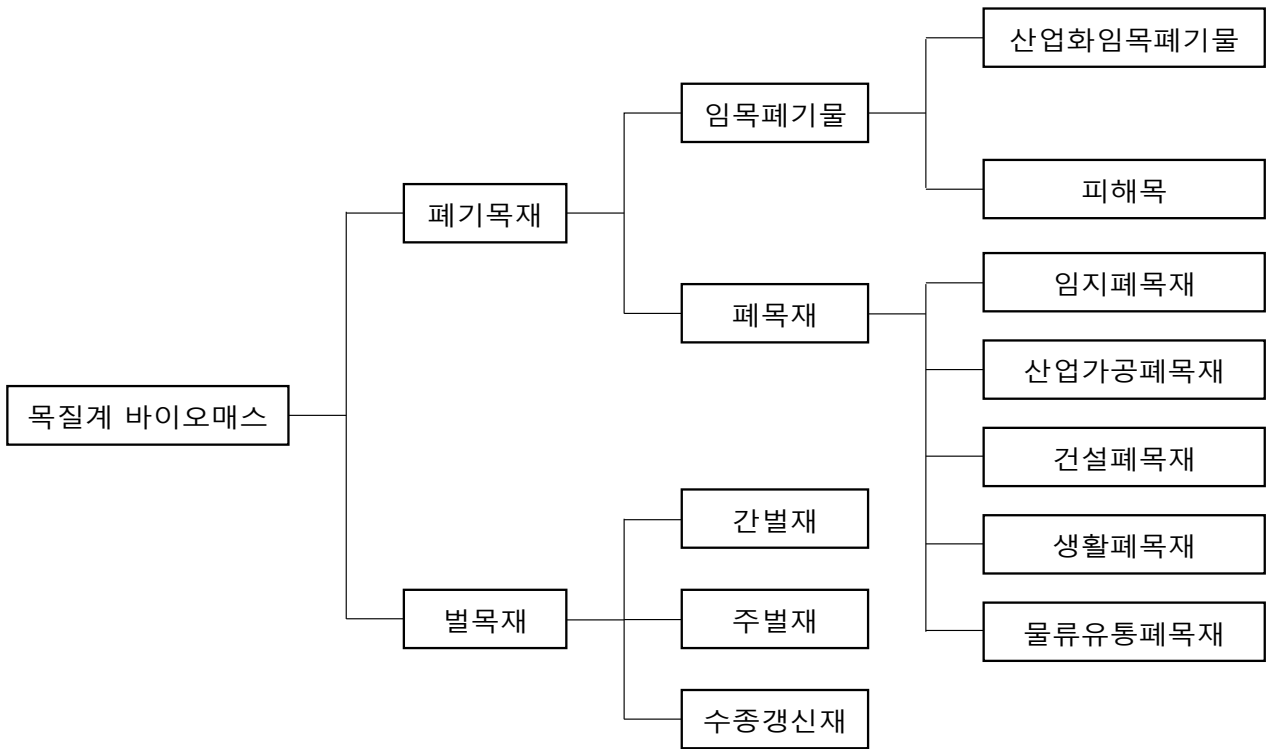 목질계 바이오매스
폐기목재
벌목재
임목폐기물
폐목재
간벌재
주벌재
수종갱신재
산업화임목폐기물
피해목
임지폐목재
산업가공폐목재
건설폐목재
생활폐목재
물류유통폐목재